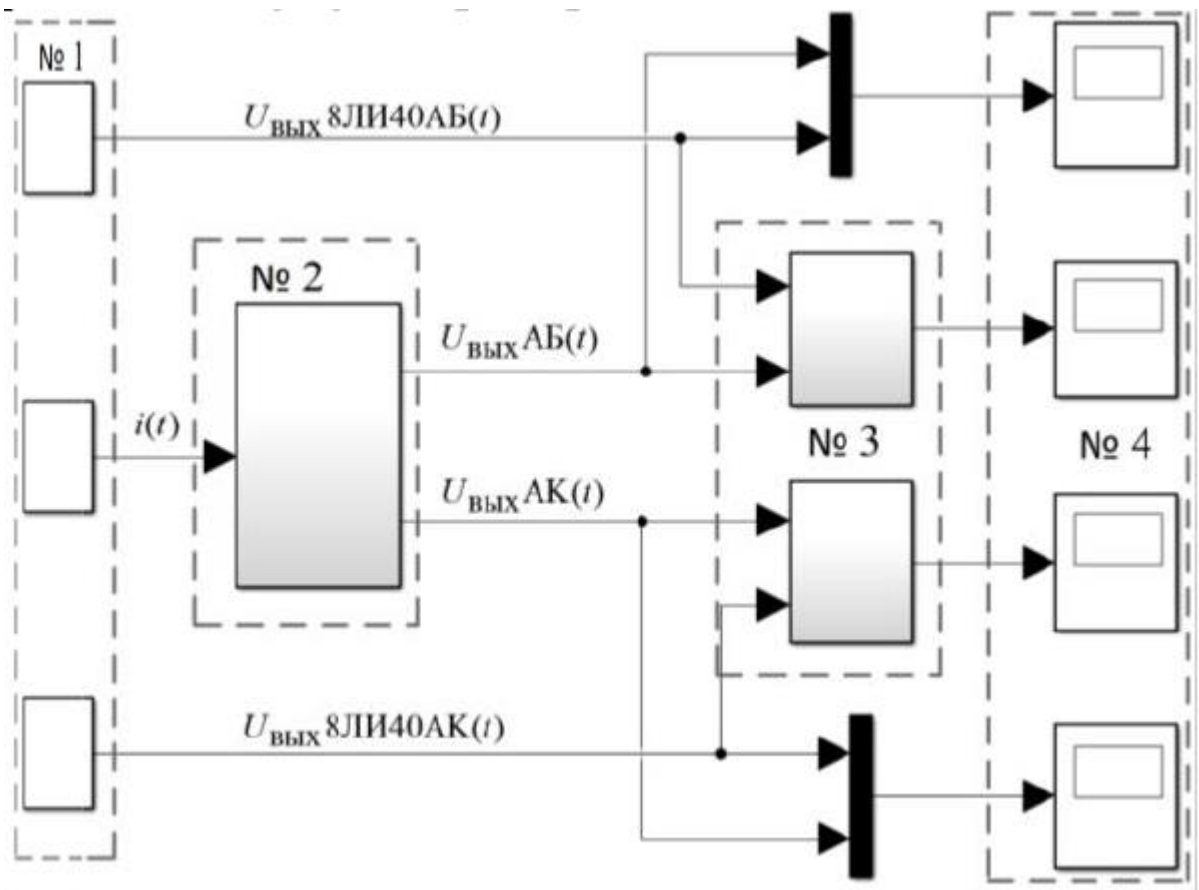 № 1
Uвых 8ЛИ40АБ(t)
№ 2
Uвых АБ(t)
i(t)
№ 3
№ 4
Uвых АК(t)
Uвых 8ЛИ40АК(t)